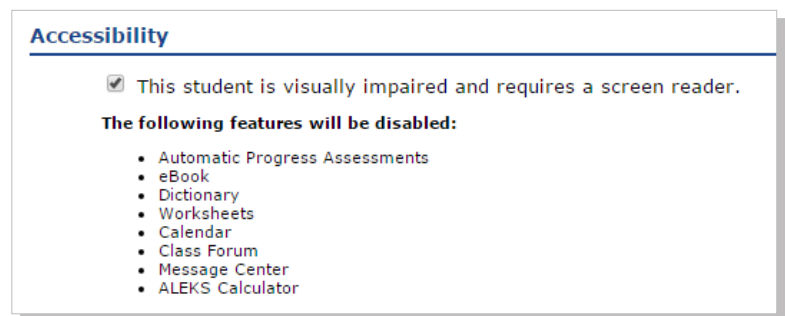 Accessibility
This student is visually impaired and requires a screen reader.
The following features will be disabled:
Automatic Progress Assessments
eBook
Dictionary
Worksheets
Calendar
Class Forum
Message Center
ALEKS Calculator